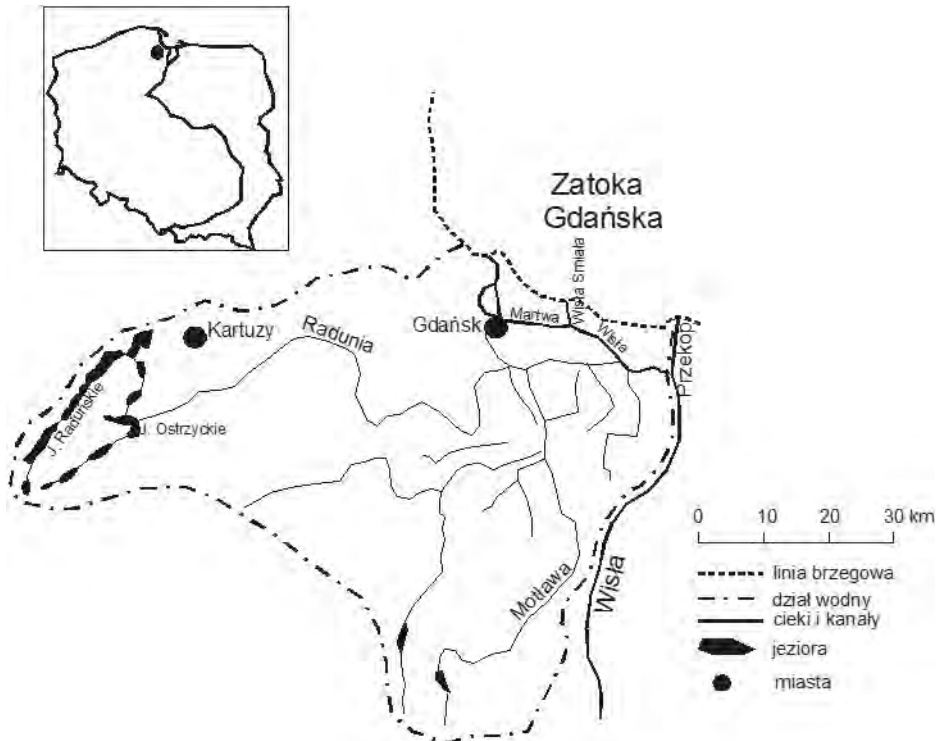 Zatoka
Gdańska
Wisła Śmiała
Martwa
Wisła
Gdańsk
Przekop
Kartuzy
Radunia
J. Raduńskie
J. Ostrzyckie
Motława
Wisła
0 10 20 30 km
linia brzegowa
dział wodny
cieki i kanały
jeziora
miasta